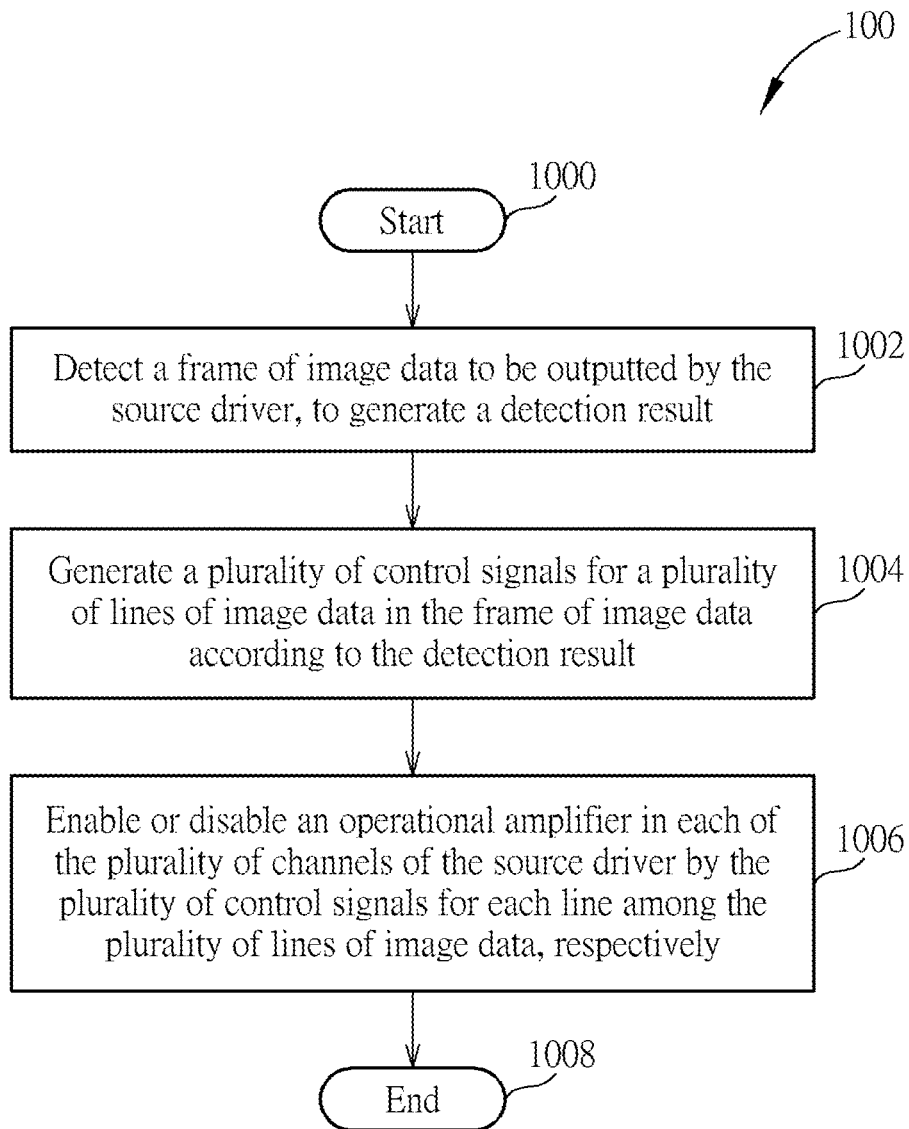 100
1000
Start
1002
Detect a frame of image data to be outputted by the
source driver, to generate a detection result
1004
Generate a plurality of control signals for a plurality
of lines of image data in the frame of image data
according to the detection result
1006
Enable or disable an operational amplifier in each of
the plurality of channels of the source driver by the
plurality of control signals for each line among the
plurality of lines of image data, respectively
1008
End